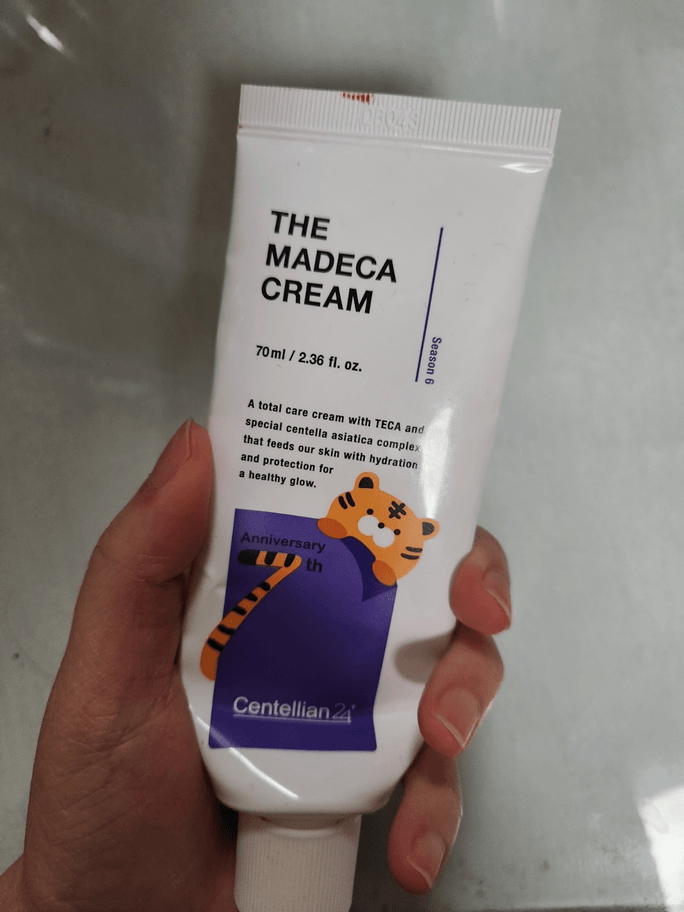 THE
MADECA
CREAM
Season 6
70ml / 2.36 fl. oz.
A total care cream with TECA and
special centella asiatica complex
that feeds our skin with hydration
and protection for
a healthy glow.
Anniversary
7th
Centellian24+